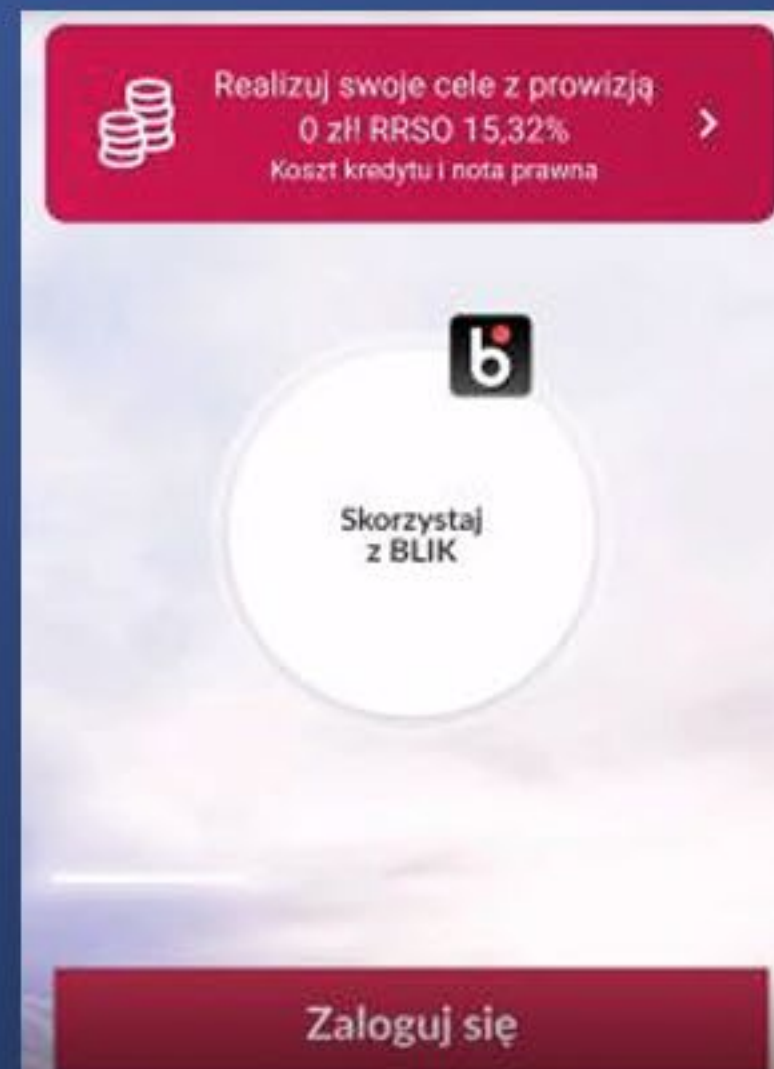 Realizuj swoje cele z prowizją
0 zł! RRSO 15,32%
Koszt kredytu i nota prawna
b
Skorzystaj
z BLIK
Zaloguj się